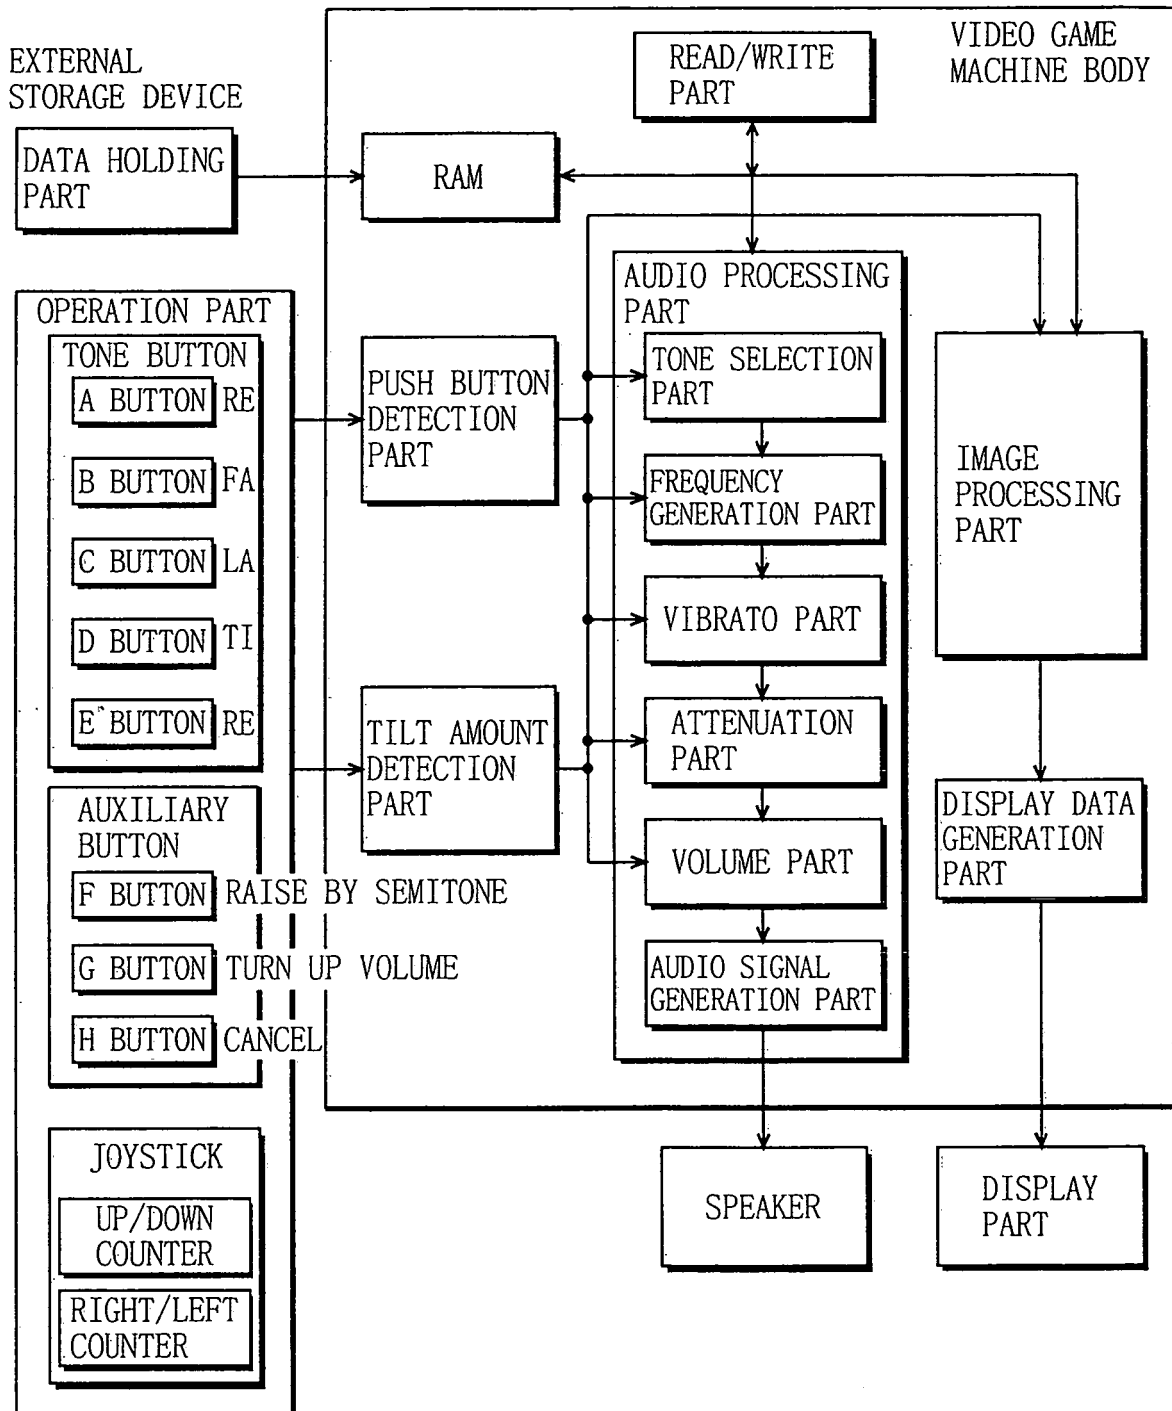 EXTERNAL
STORAGE DEVICE
DATA HOLDING
PART
VIDEO GAME
MACHINE BODY
READ/WRITE
PART
RAM
OPERATION PART
TONE BUTTON
A BUTTON RE
B BUTTON FA
C BUTTON LA
D BUTTON TI
E BUTTON RE
AUXILIARY
BUTTON
F BUTTON RAISE BY SEMITONE
G BUTTON TURN UP VOLUME
H BUTTON CANCEL
JOYSTICK
UP/DOWN
COUNTER
RIGHT/LEFT
COUNTER
PUSH BUTTON
DETECTION
PART
TILT AMOUNT
DETECTION
PART
AUDIO PROCESSING
PART
TONE SELECTION
PART
FREQUENCY
GENERATION PART
VIBRATO PART
ATTENUATION
PART
VOLUME PART
AUDIO SIGNAL
GENERATION PART
SPEAKER
IMAGE
PROCESSING
PART
DISPLAY DATA
GENERATION
PART
DISPLAY
PART